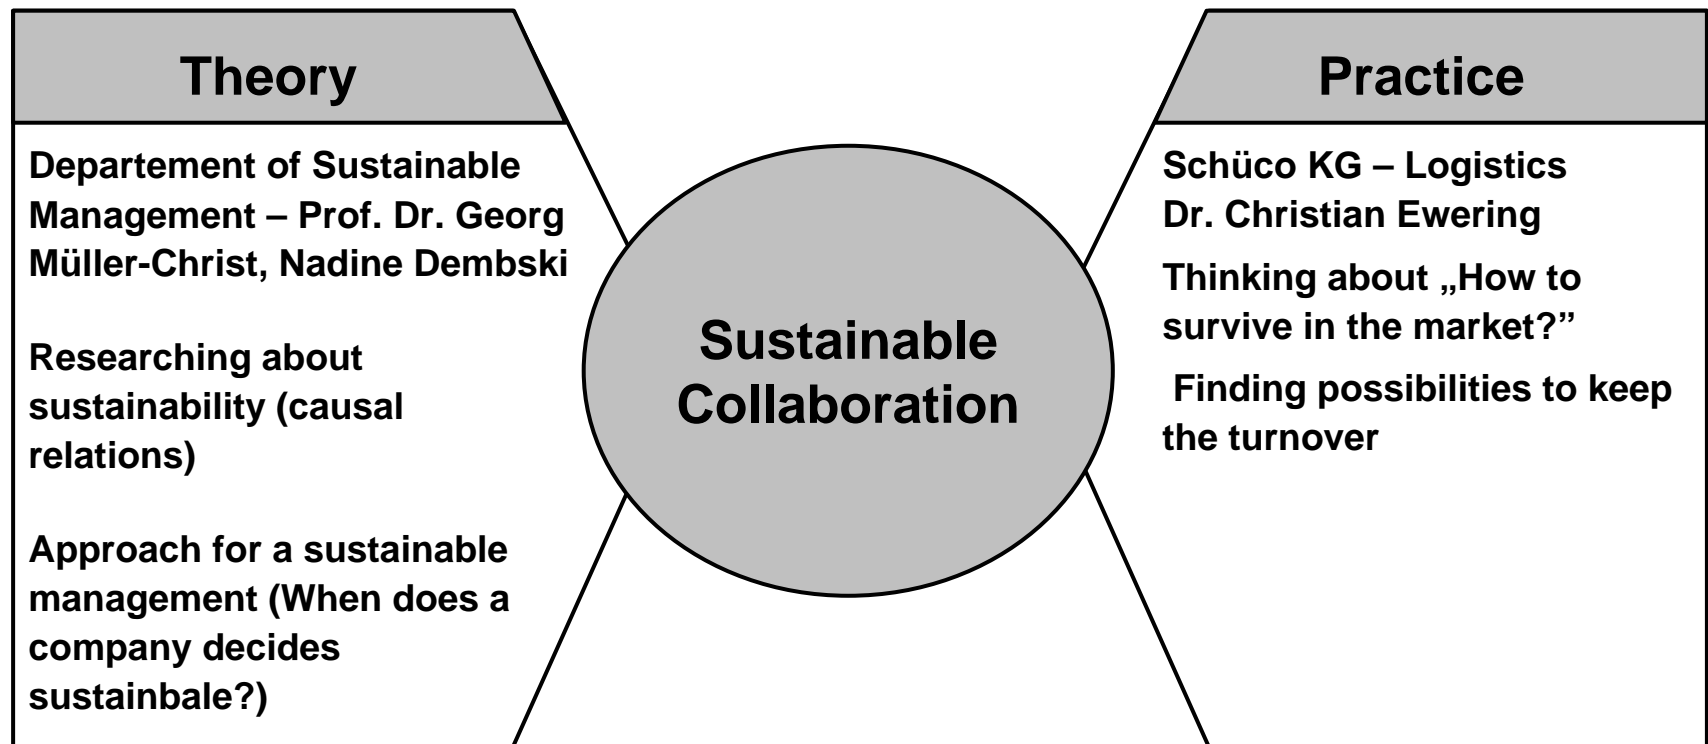 Theory
Departement of Sustainable
Management – Prof. Dr. Georg
Müller-Christ, Nadine Dembski
Researching about
sustainability (causal
relations)
Approach for a sustainable
management (When does a
company decides
sustainbale?)
Sustainable
Collaboration
Practice
Schüco KG – Logistics
Dr. Christian Ewering
Thinking about „How to
survive in the market?”
Finding possibilities to keep
the turnover